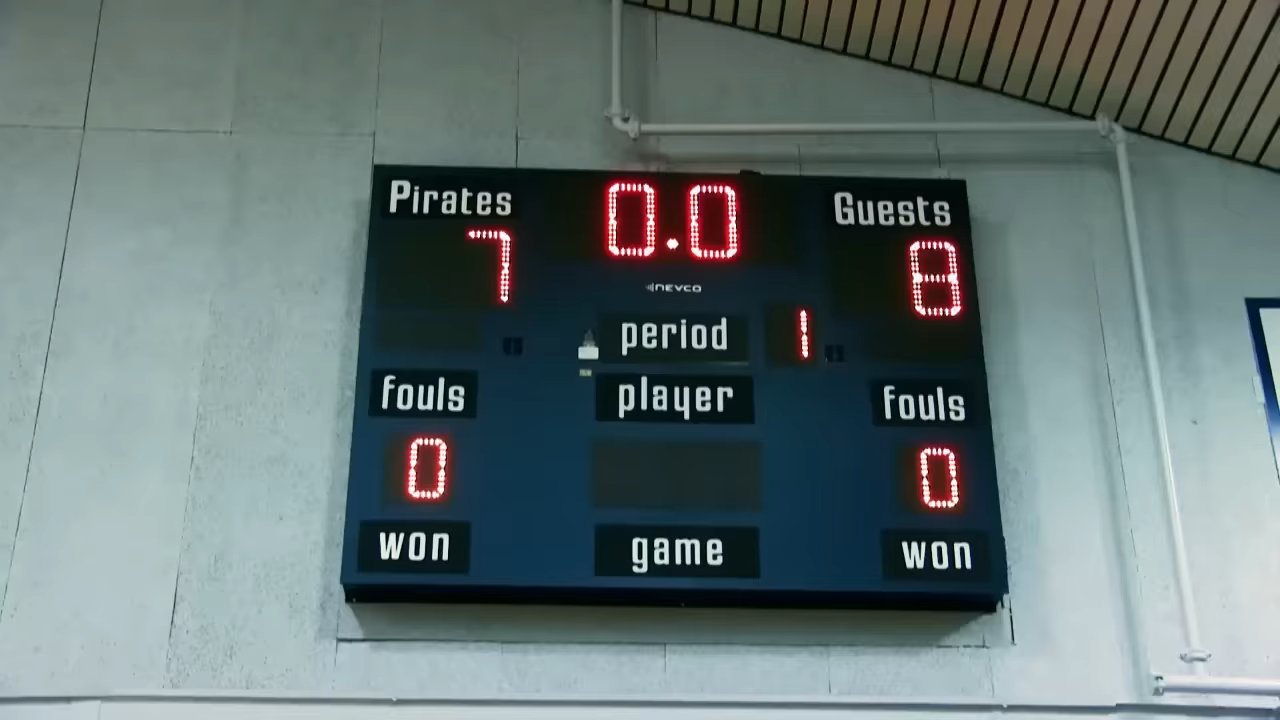 Pirates 0.0 Guests
7 8
NEVCO
period 1
fouls player fouls
0 0
won game won